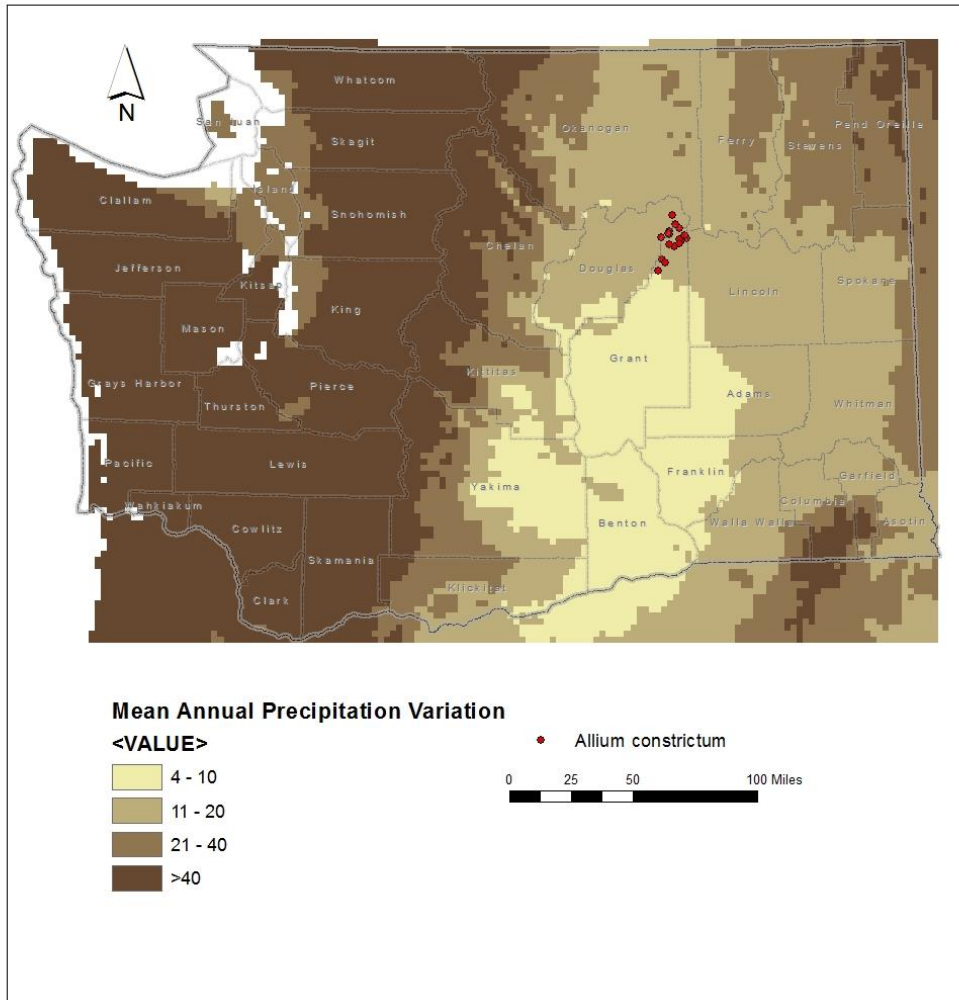 Whatcom
N
San Juan
Okanogan
Pend Oreille
Skagit
Ferry
Stevens
Island
Clallam
Snohomish
Chelan
Jefferson
Douglas
Kitsap
Lincoln
Spokane
King
Mason
Grant
Kittitas
Grays Harbor
Pierce
Adams
Thurston
Whitman
Pacific
Lewis
Yakima
Franklin
Garfield
Wahkiakum
Columbia
Benton
Walla Walla
Asotin
Cowlitz
Skamania
Klickitat
Clark
Mean Annual Precipitation Variation
<VALUE>
4 - 10
11 - 20
21 - 40
>40
Allium constrictum
0 25 50 100 Miles